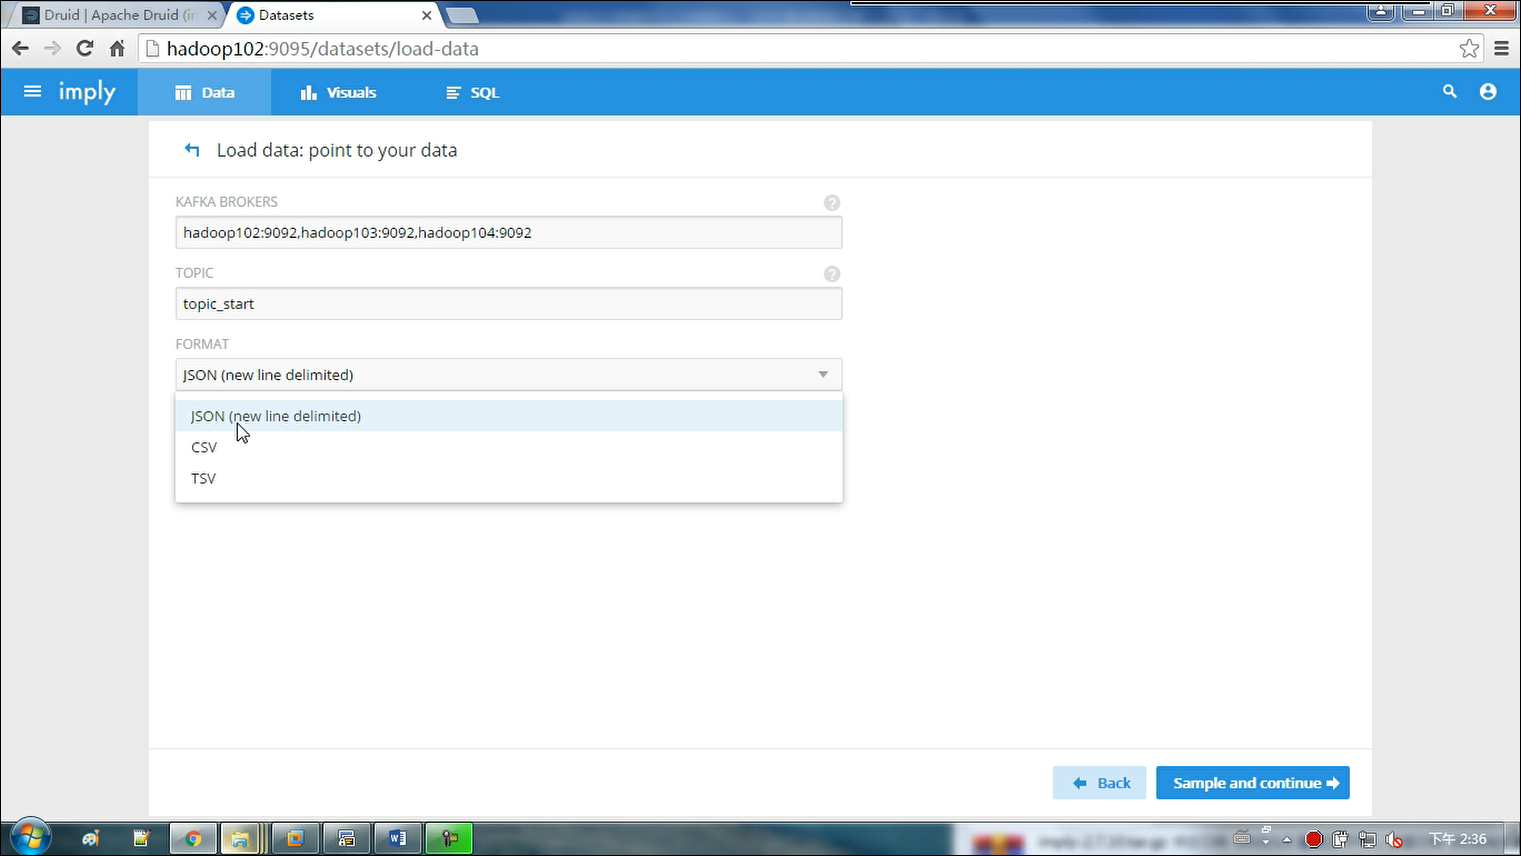 Druid | Apache Druid (in
Datasets
hadoop102:9095/datasets/load-data
imply
Data
Visuals
SQL
Load data: point to your data
KAFKA BROKERS
?
hadoop102:9092,hadoop103:9092,hadoop104:9092
TOPIC
?
topic_start
FORMAT
JSON (new line delimited)
JSON (new line delimited)
CSV
TSV
Back
Sample and continue
下午 2:36